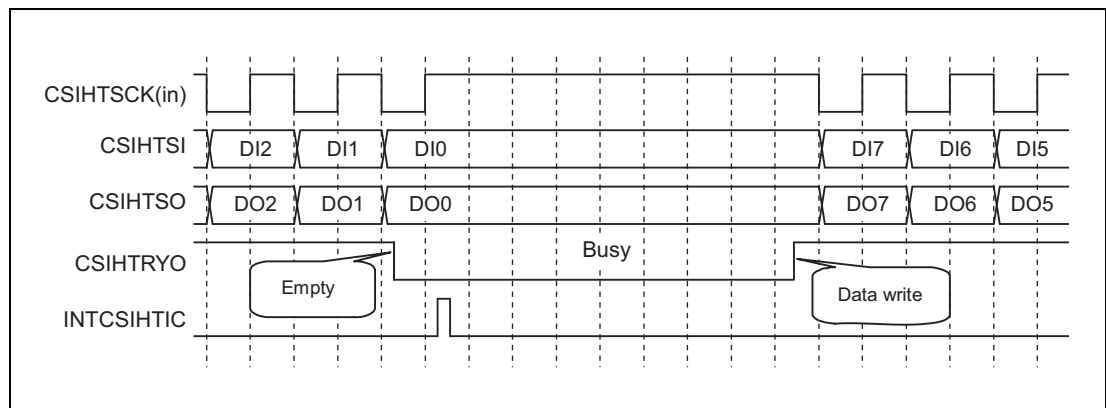 CSIHTSCK(in)
CSIHTSI DI2 DI1 DI0 DI7 DI6 DI5
CSIHTSO DO2 DO1 DO0 DO7 DO6 DO5
CSIHTRYO Busy
Empty Data write
INTCSIHTIC